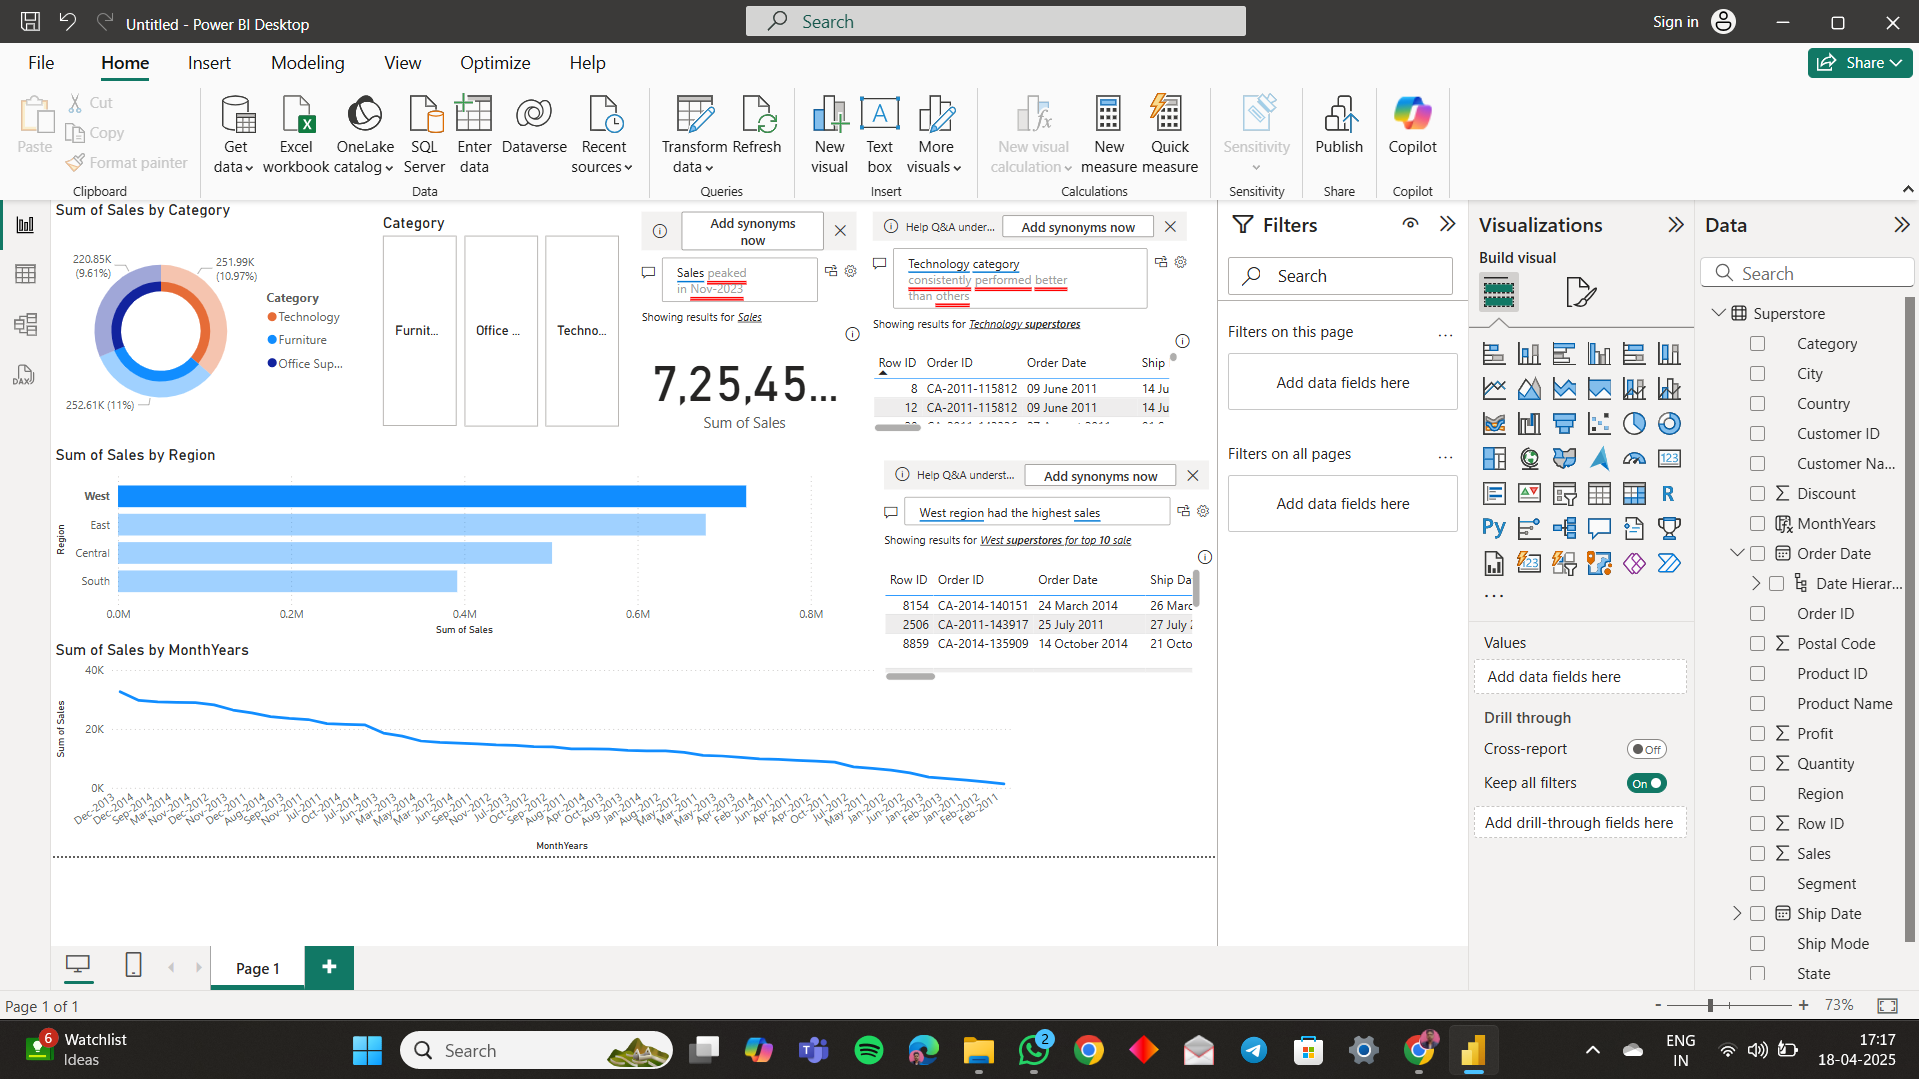 Untitled - Power BI Desktop
Search
Sign in
File
Home
Insert
Modeling
View
Optimize
Help
Share
Paste
Cut
Copy
Format painter
Clipboard
Get data
Excel workbook
OneLake catalog
SQL Server
Enter data
Dataverse
Recent sources
Data
Transform data
Refresh
Queries
New visual
Text box
More visuals
Insert
New visual calculation
New measure
Quick measure
Calculations
Sensitivity
Sensitivity
Publish
Share
Copilot
Copilot
Sum of Sales by Category
220.85K
(9.61%)
251.99K
(10.97%)
252.61K (11%)
Category
Technology
Furniture
Office Sup...
Category
Furnit...
Office ...
Techno...
Add synonyms now
Sales peaked
in Nov-2023
Showing results for Sales
7,25,45...
Sum of Sales
Help Q&A under...
Add synonyms now
Technology category
consistently performed better
than others
Showing results for Technology superstores
Row ID Order ID Order Date Ship
8 CA-2011-115812 09 June 2011 14 Ju
12 CA-2011-115812 09 June 2011 14 Ju
Sum of Sales by Region
Region
West
East
Central
South
0.0M 0.2M 0.4M 0.6M 0.8M
Sum of Sales
Help Q&A underst...
Add synonyms now
West region had the highest sales
Showing results for West superstores for top 10 sale
Row ID Order ID Order Date Ship Da
8154 CA-2014-140151 24 March 2014 26 Marc
2506 CA-2011-143917 25 July 2011 27 July 2
8859 CA-2014-135909 14 October 2014 21 Octo
Sum of Sales by MonthYears
Sum of Sales
40K
20K
0K
Dec-2013 Dec-2014 Sep-2014 Mar-2014 Nov-2014 Dec-2012 Nov-2013 Dec-2011 Aug-2014 Sep-2013 Nov-2011 Jul-2011 Oct-2014 Jul-2014 Jun-2013 Mar-2013 May-2014 Mar-2012 Jun-2014 Sep-2011 Nov-2012 Jul-2013 Oct-2012 Sep-2012 Aug-2011 Apr-2014 Oct-2013 Aug-2013 Jan-2014 Aug-2012 May-2012 Mar-2011 May-2013 Apr-2013 Feb-2014 Jun-2011 Apr-2011 Apr-2012 Oct-2011 Jul-2012 May-2011 Jan-2012 Jun-2012 Jan-2013 Feb-2013 Jan-2011 Feb-2012 Feb-2011
MonthYears
Filters
Search
Filters on this page
...
Add data fields here
Filters on all pages
...
Add data fields here
Visualizations
Build visual
123
R
Py
123
...
Values
Add data fields here
Drill through
Cross-report
Off
Keep all filters
On
Add drill-through fields here
Data
Search
Superstore
Category
City
Country
Customer ID
Customer Na...
Discount
MonthYears
Order Date
Date Hierar...
Order ID
Postal Code
Product ID
Product Name
Profit
Quantity
Region
Row ID
Sales
Segment
Ship Date
Ship Mode
State
Page 1
Page 1 of 1
- + 73%
6
Watchlist
Ideas
Search
2
ENG
IN
17:17
18-04-2025